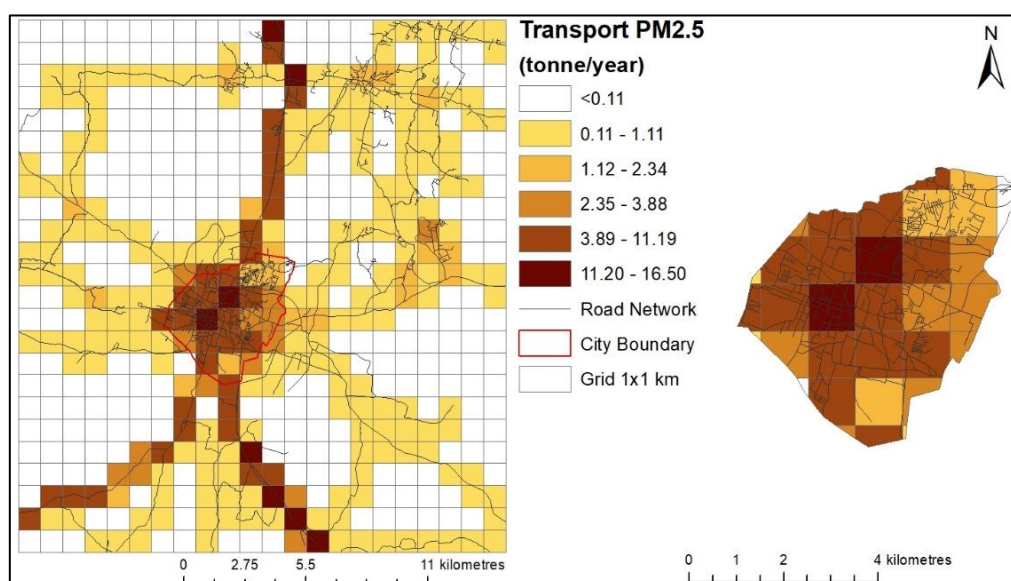 Transport PM2.5
(tonne/year)
<0.11
0.11 - 1.11
1.12 - 2.34
2.35 - 3.88
3.89 - 11.19
11.20 - 16.50
Road Network
City Boundary
Grid 1x1 km
N
0 2.75 5.5 11 kilometres
0 1 2 4 kilometres